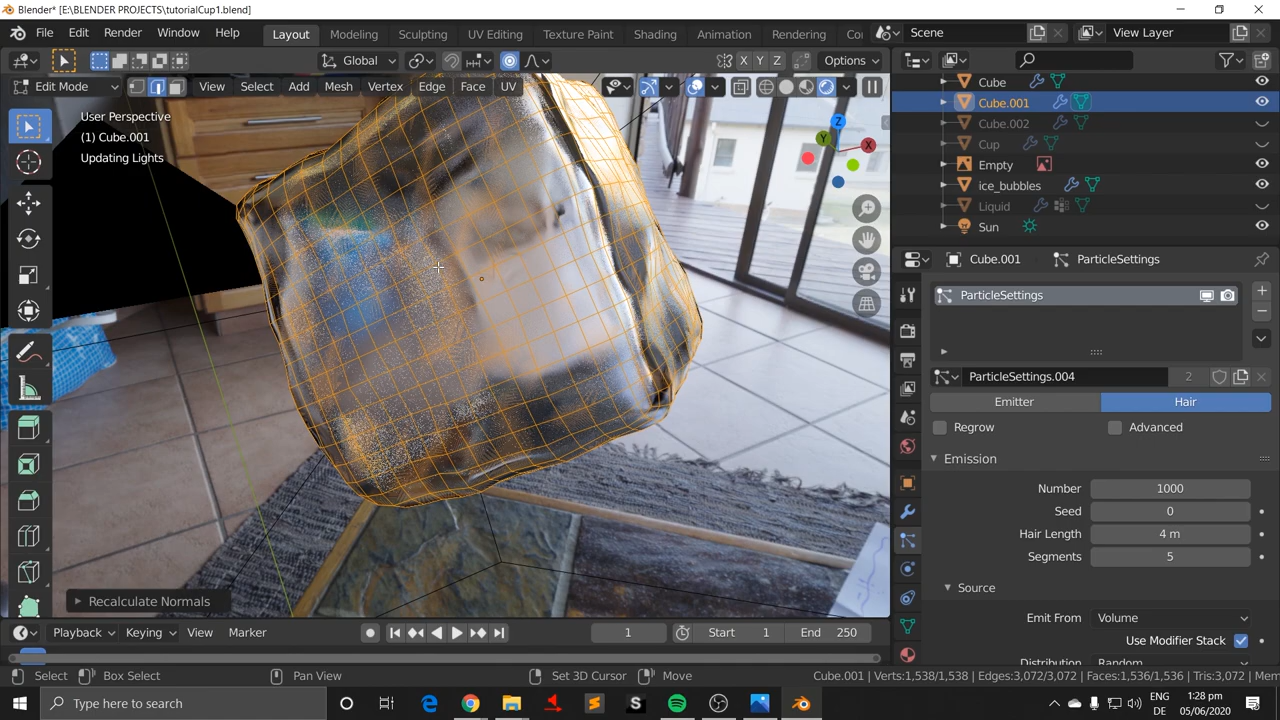 Blender* [E:\BLENDER PROJECTS\tutorialCup1.blend]
File Edit Render Window Help
Layout Modeling Sculpting UV Editing Texture Paint Shading Animation Rendering Co
Scene
View Layer
Global
X Y Z
Options
Edit Mode
View Select Add Mesh Vertex Edge Face UV
User Perspective
(1) Cube.001
Updating Lights
Z
Y
X
Cube
Cube.001
Cube.002
Cup
Empty
ice_bubbles
Liquid
Sun
Cube.001
ParticleSettings
ParticleSettings
ParticleSettings.004
2
Emitter
Hair
Regrow
Advanced
Emission
Number 1000
Seed 0
Hair Length 4 m
Segments 5
Source
Emit From Volume
Use Modifier Stack
Distribution Random
Recalculate Normals
Playback Keying View Marker
1
Start 1
End 250
Select
Box Select
Pan View
Set 3D Cursor
Move
Cube.001 | Verts:1,538/1,538 | Edges:3,072/3,072 | Faces:1,536/1,536 | Tris:3,072 | Mem
Type here to search
ENG
DE
1:28 pm
05/06/2020